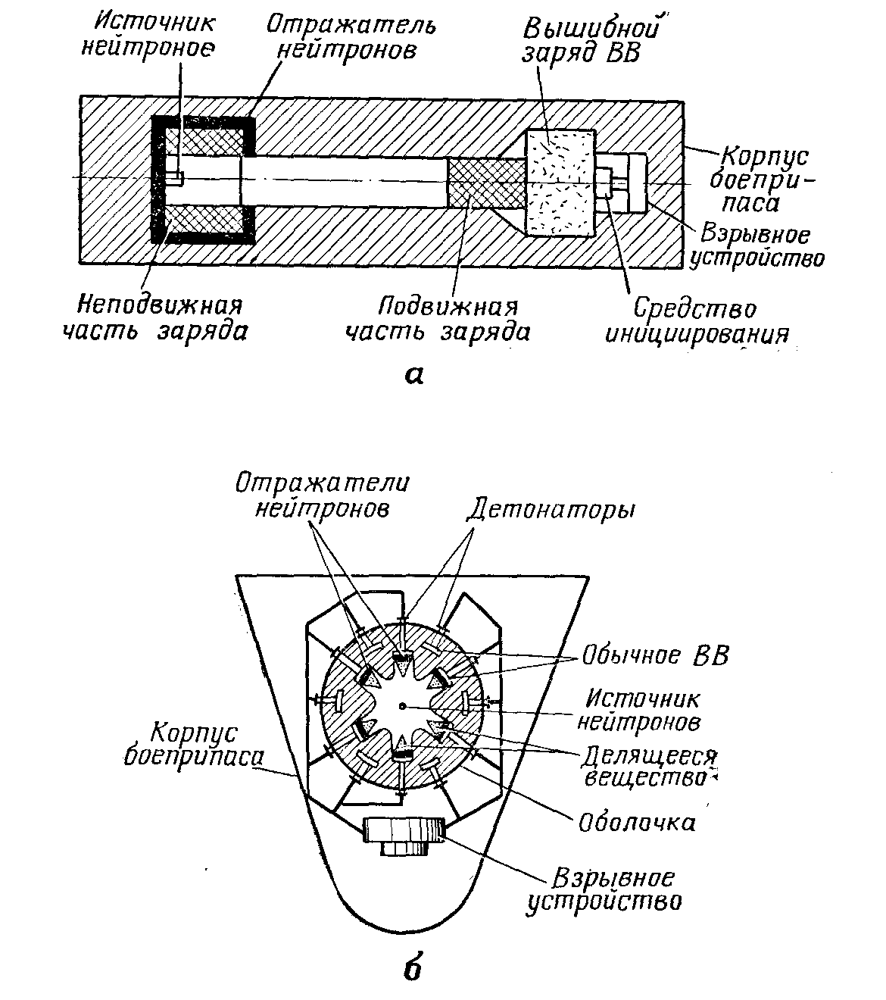 Источник
нейтроное
Отражатель
нейтронов
Вышибной
заряд ВВ
Корпус
боепри-
паса
Взрывное
устройство
Неподвижная
часть заряда
Подвижная
часть заряда
Средство
инициирования
а
Отражатели
нейтронов
Детонаторы
Обычное ВВ
Источник
нейтронов
Корпус
боеприпаса
Делящееся
вещество
Оболочка
Взрывное
устройство
б